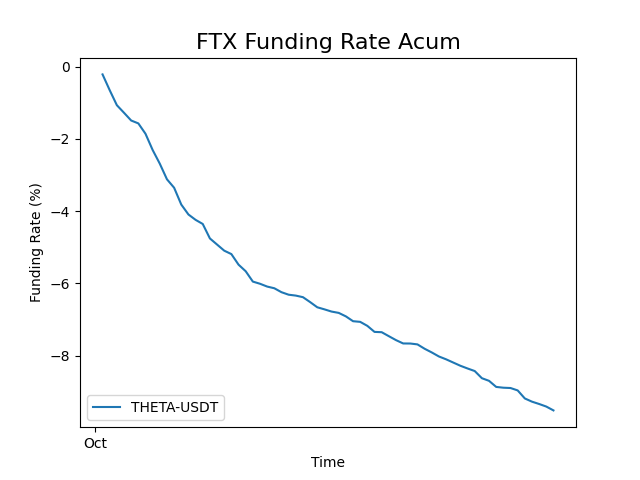 FTX Funding Rate Acum
0
−2
−4
−6
−8
Funding Rate (%)
THETA-USDT
Oct
Time